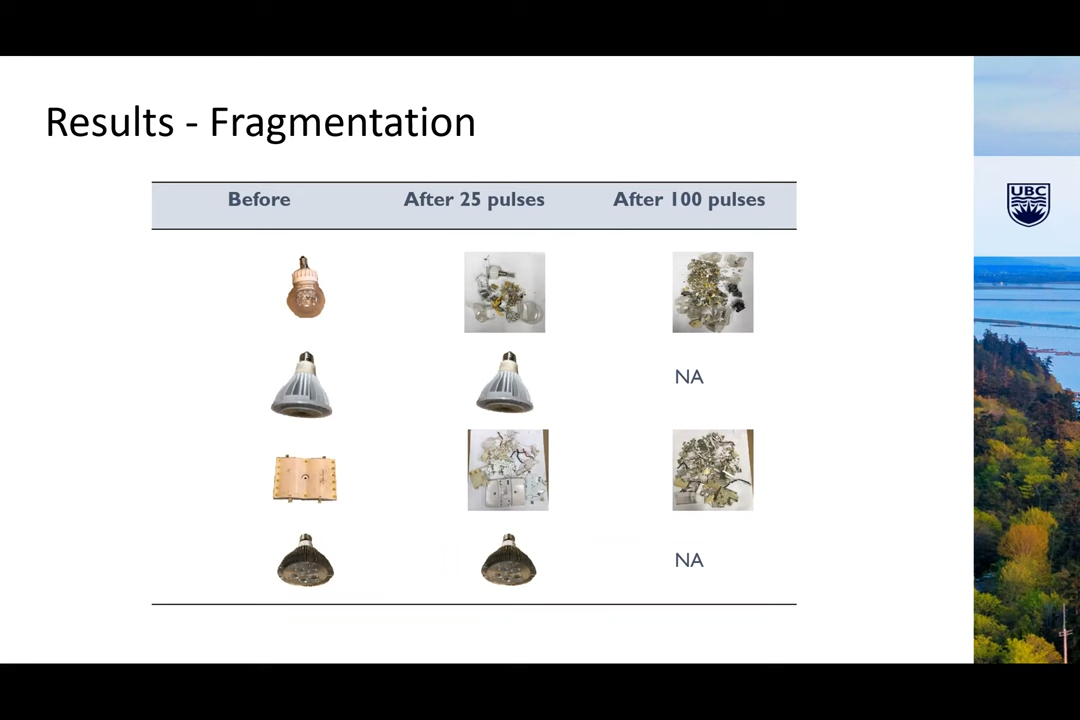 Results - Fragmentation
Before After 25 pulses After 100 pulses
UBC
NA
NA